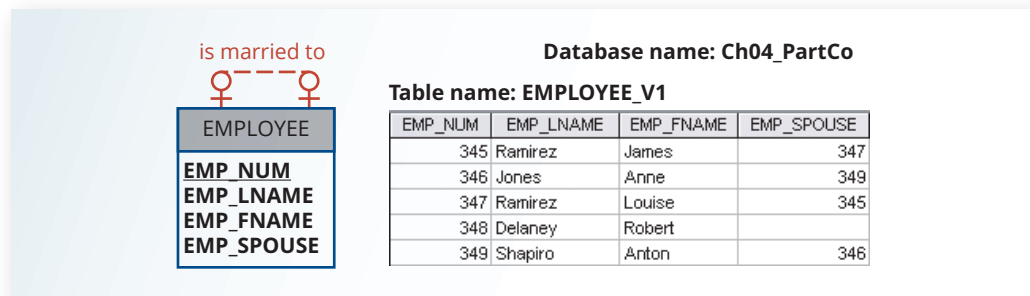 is married to
EMPLOYEE
EMP_NUM
EMP_LNAME
EMP_FNAME
EMP_SPOUSE
Database name: Ch04_PartCo
Table name: EMPLOYEE_V1
EMP_NUM EMP_LNAME EMP_FNAME EMP_SPOUSE
345 Ramirez James 347
346 Jones Anne 349
347 Ramirez Louise 345
348 Delaney Robert
349 Shapiro Anton 346